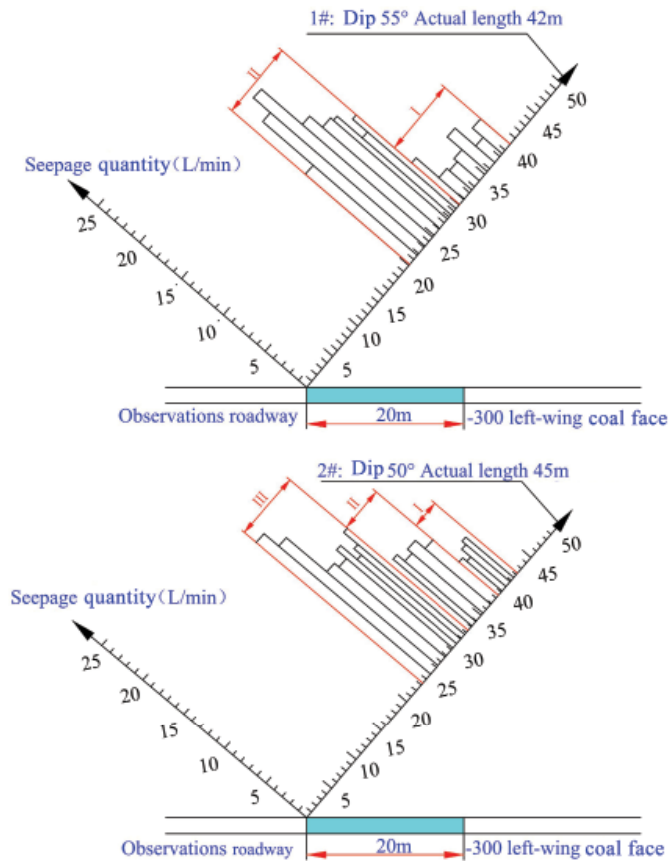 1#: Dip 55° Actual length 42m
II
I
50
45
40
35
30
25
20
15
10
5
Seepage quantity(L/min)
25
20
15
10
5
Observations roadway
20m
-300 left-wing coal face
2#: Dip 50° Actual length 45m
III
II
I
50
45
40
35
30
25
20
15
10
5
Seepage quantity(L/min)
25
20
15
10
5
Observations roadway
20m
-300 left-wing coal face